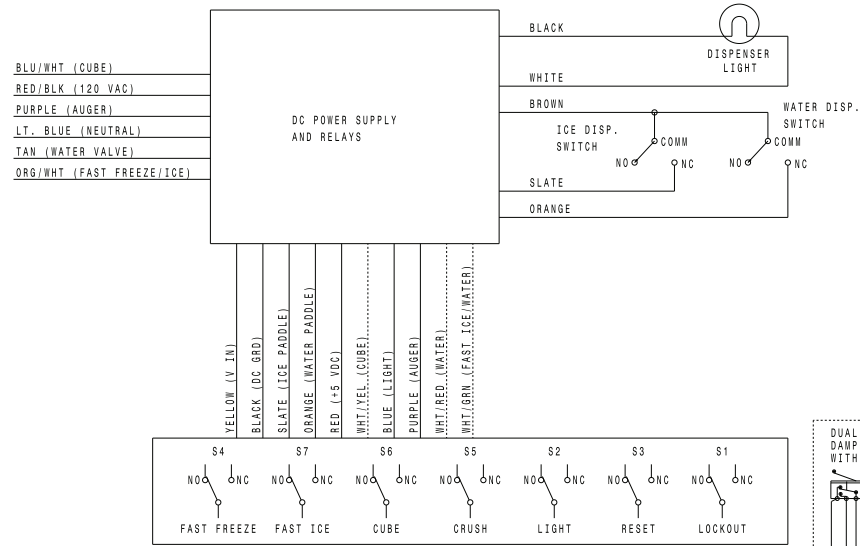 BLACK
DISPENSER
LIGHT
WHITE
BLU/WHT (CUBE)
RED/BLK (120 VAC)
PURPLE (AUGER)
LT. BLUE (NEUTRAL)
TAN (WATER VALVE)
ORG/WHT (FAST FREEZE/ICE)
DC POWER SUPPLY
AND RELAYS
BROWN
ICE DISP.
SWITCH
COMM
NO
NC
WATER DISP.
SWITCH
COMM
NO
NC
SLATE
ORANGE
YELLOW (V IN)
BLACK (DC GRD)
SLATE (ICE PADDLE)
ORANGE (WATER PADDLE)
RED (+5 VDC)
WHT/YEL (CUBE)
BLUE (LIGHT)
PURPLE (AUGER)
WHT/RED (WATER)
WHT/GRN (FAST ICE/WATER)
S4 S7 S6 S5 S2 S3 S1
NO NC NO NC NO NC NO NC NO NC NO NC NO NC
FAST FREEZE FAST ICE CUBE CRUSH LIGHT RESET LOCKOUT
DUAL
DAMP
WITH